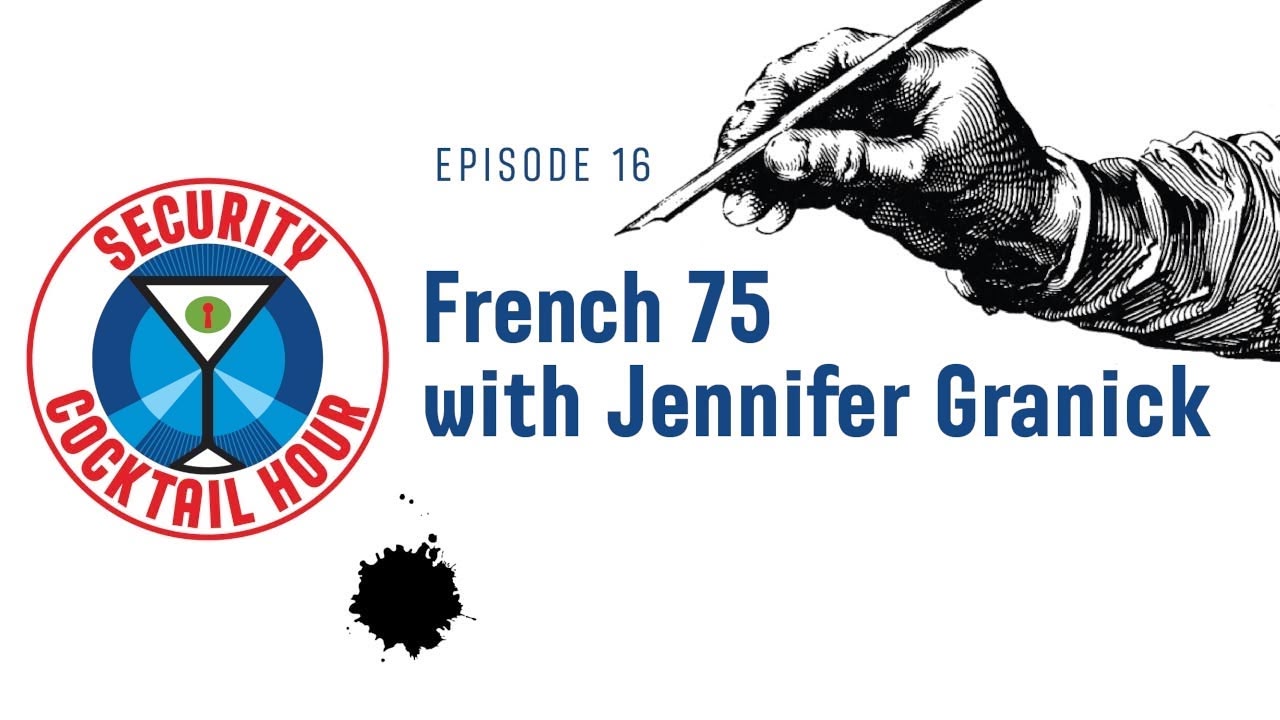 SECURITY
COCKTAIL HOUR
EPISODE 16
French 75
with Jennifer Granick